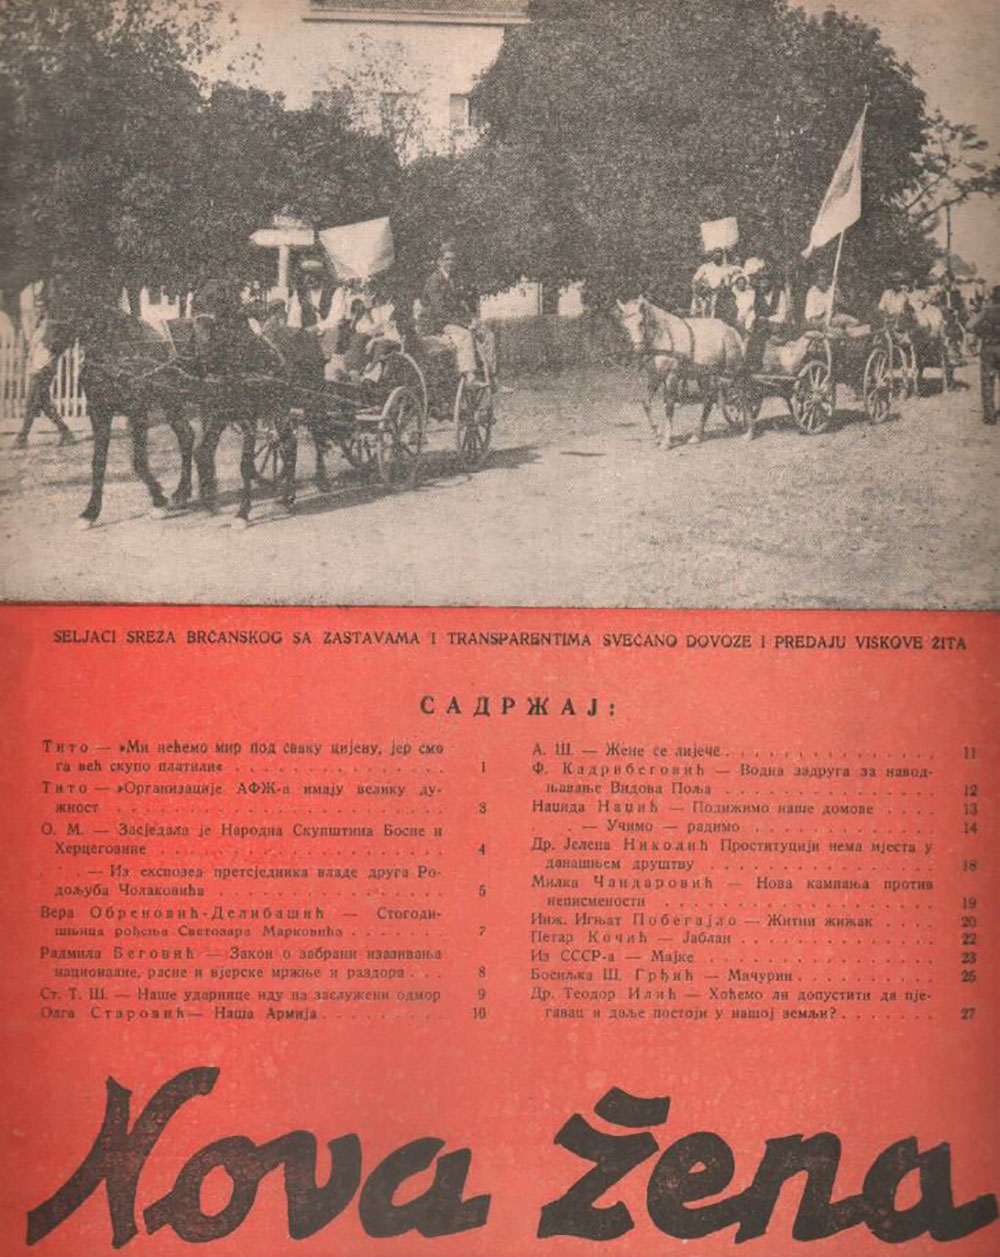 SELJACI SREZA BRČANSKOG SA ZASTAVAMA I TRANSPARENTIMA SVEČANO DOVOZE I PREDAJU VIŠKOVE ŽITA
САДРЖАЈ:
Тито — »Ми нећемо мир под сваку цијену, јер смо
га већ скупо платили« . . . . . . . . . . . . . . . 1
Тито — »Организације АФЖ-а имају велику ду-
жност . . . . . . . . . . . . . . . . . . . . . . . 3
О. М. — Засједала је Народна Скупштина Босне и
Херцеговине . . . . . . . . . . . . . . . . . . . . 4
. . — Из експозеа претсједника владе друга Ро-
дољуба Чолаковића . . . . . . . . . . . . . . . . . 5
Вера Обреновић-Делибашић — Стогоди-
шњица рођења Светозара Марковића . . . . . . . . 7
Радмила Беговић — Закон о забрани изазивања
националне, расне и вјерске мржње и раздора . . . 8
Ст. Т. Ш. — Наше ударнице иду на заслужени одмор 9
Олга Старовић — Наша Армија . . . . . . . . . . 10
А. Ш. — Жене се лијече . . . . . . . . . . . . . . 11
Ф. Кадрибеговић — Водна задруга за навод-
њавање Видова Поља . . . . . . . . . . . . . . . . 12
Наџида Наџић — Подижимо наше домове . . . . 13
. . — Учимо — радимо . . . . . . . . . . . . . 14
Др. Јелена Николић Проституцији нема мјеста у
данашњем друштву . . . . . . . . . . . . . . . . . 18
Милка Чандаровић — Нова кампања против
неписмености . . . . . . . . . . . . . . . . . . . 19
Инж. Игњат Побегајло — Житни жижак . . . . 20
Петар Кочић — Јаблан . . . . . . . . . . . . . . 22
Из СССР-а — Мајке . . . . . . . . . . . . . . . . 23
Босиљка Ш. Грђић — Мачурин . . . . . . . . . . 25
Др. Теодор Илић — Хоћемо ли допустити да пје-
гавац и даље постоји у нашој земљи? . . . . . . . 27
Nova žena